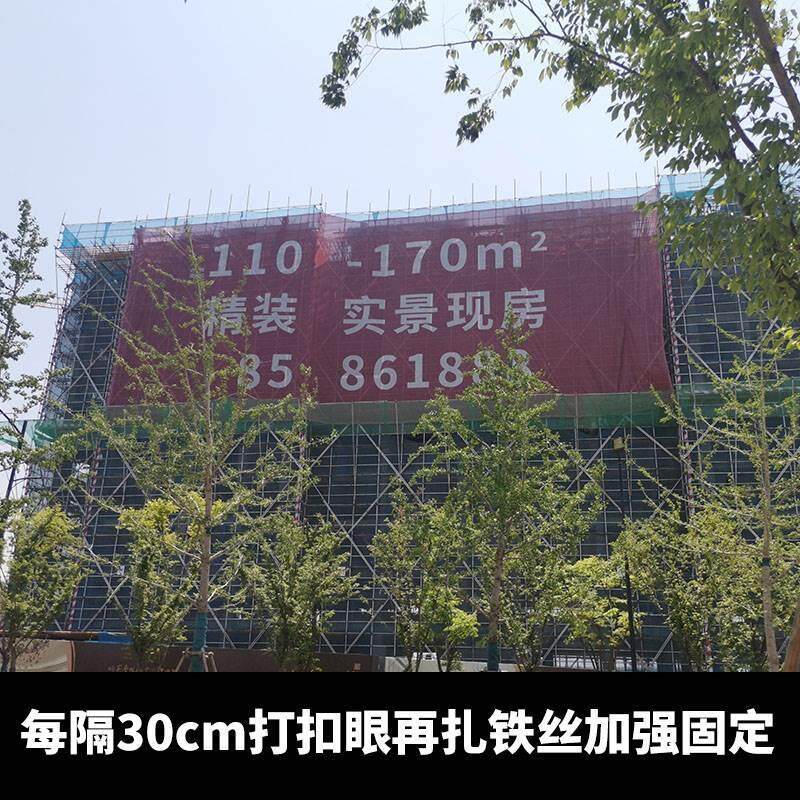 110 -170m²
精装 实景现房
85 861888
每隔30cm打扣眼再扎铁丝加强固定